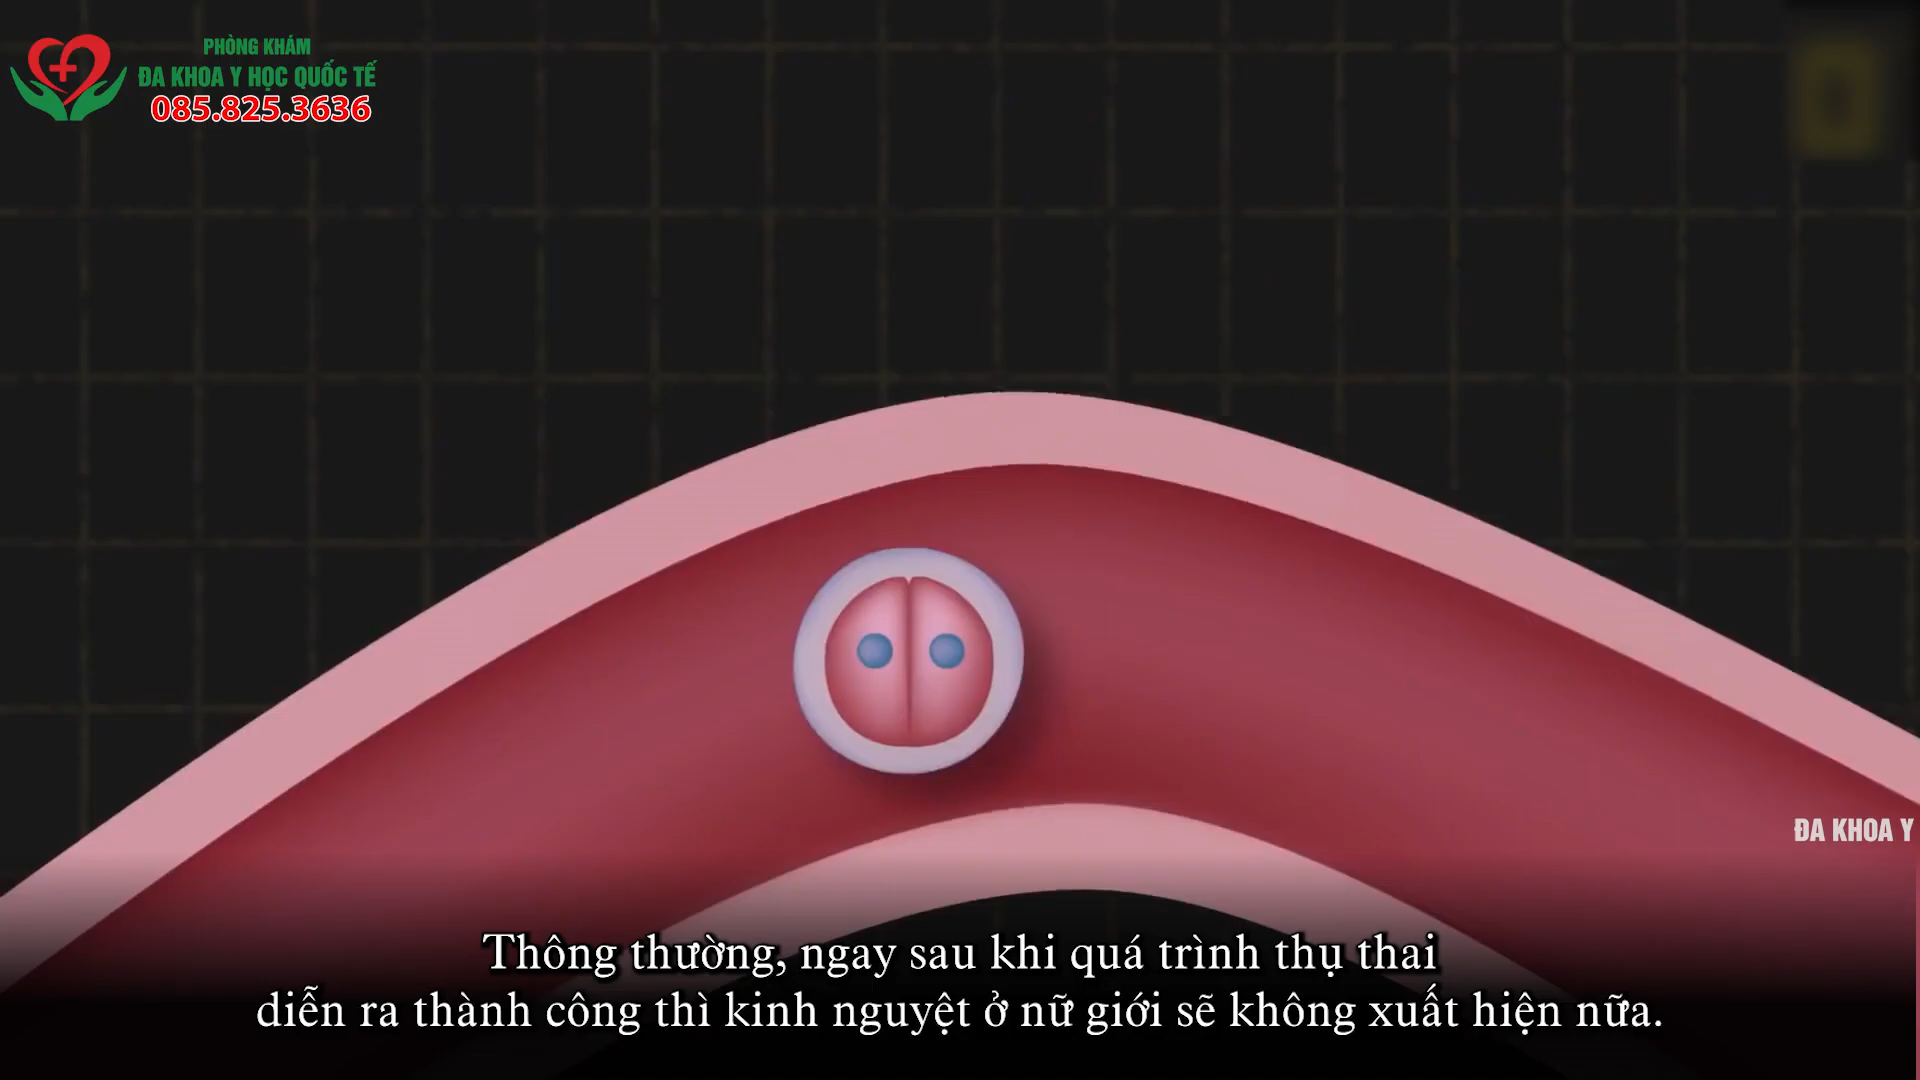 PHÒNG KHÁM
ĐA KHOA Y HỌC QUỐC TẾ
085.825.3636
ĐA KHOA Y
Thông thường, ngay sau khi quá trình thụ thai
diễn ra thành công thì kinh nguyệt ở nữ giới sẽ không xuất hiện nữa.